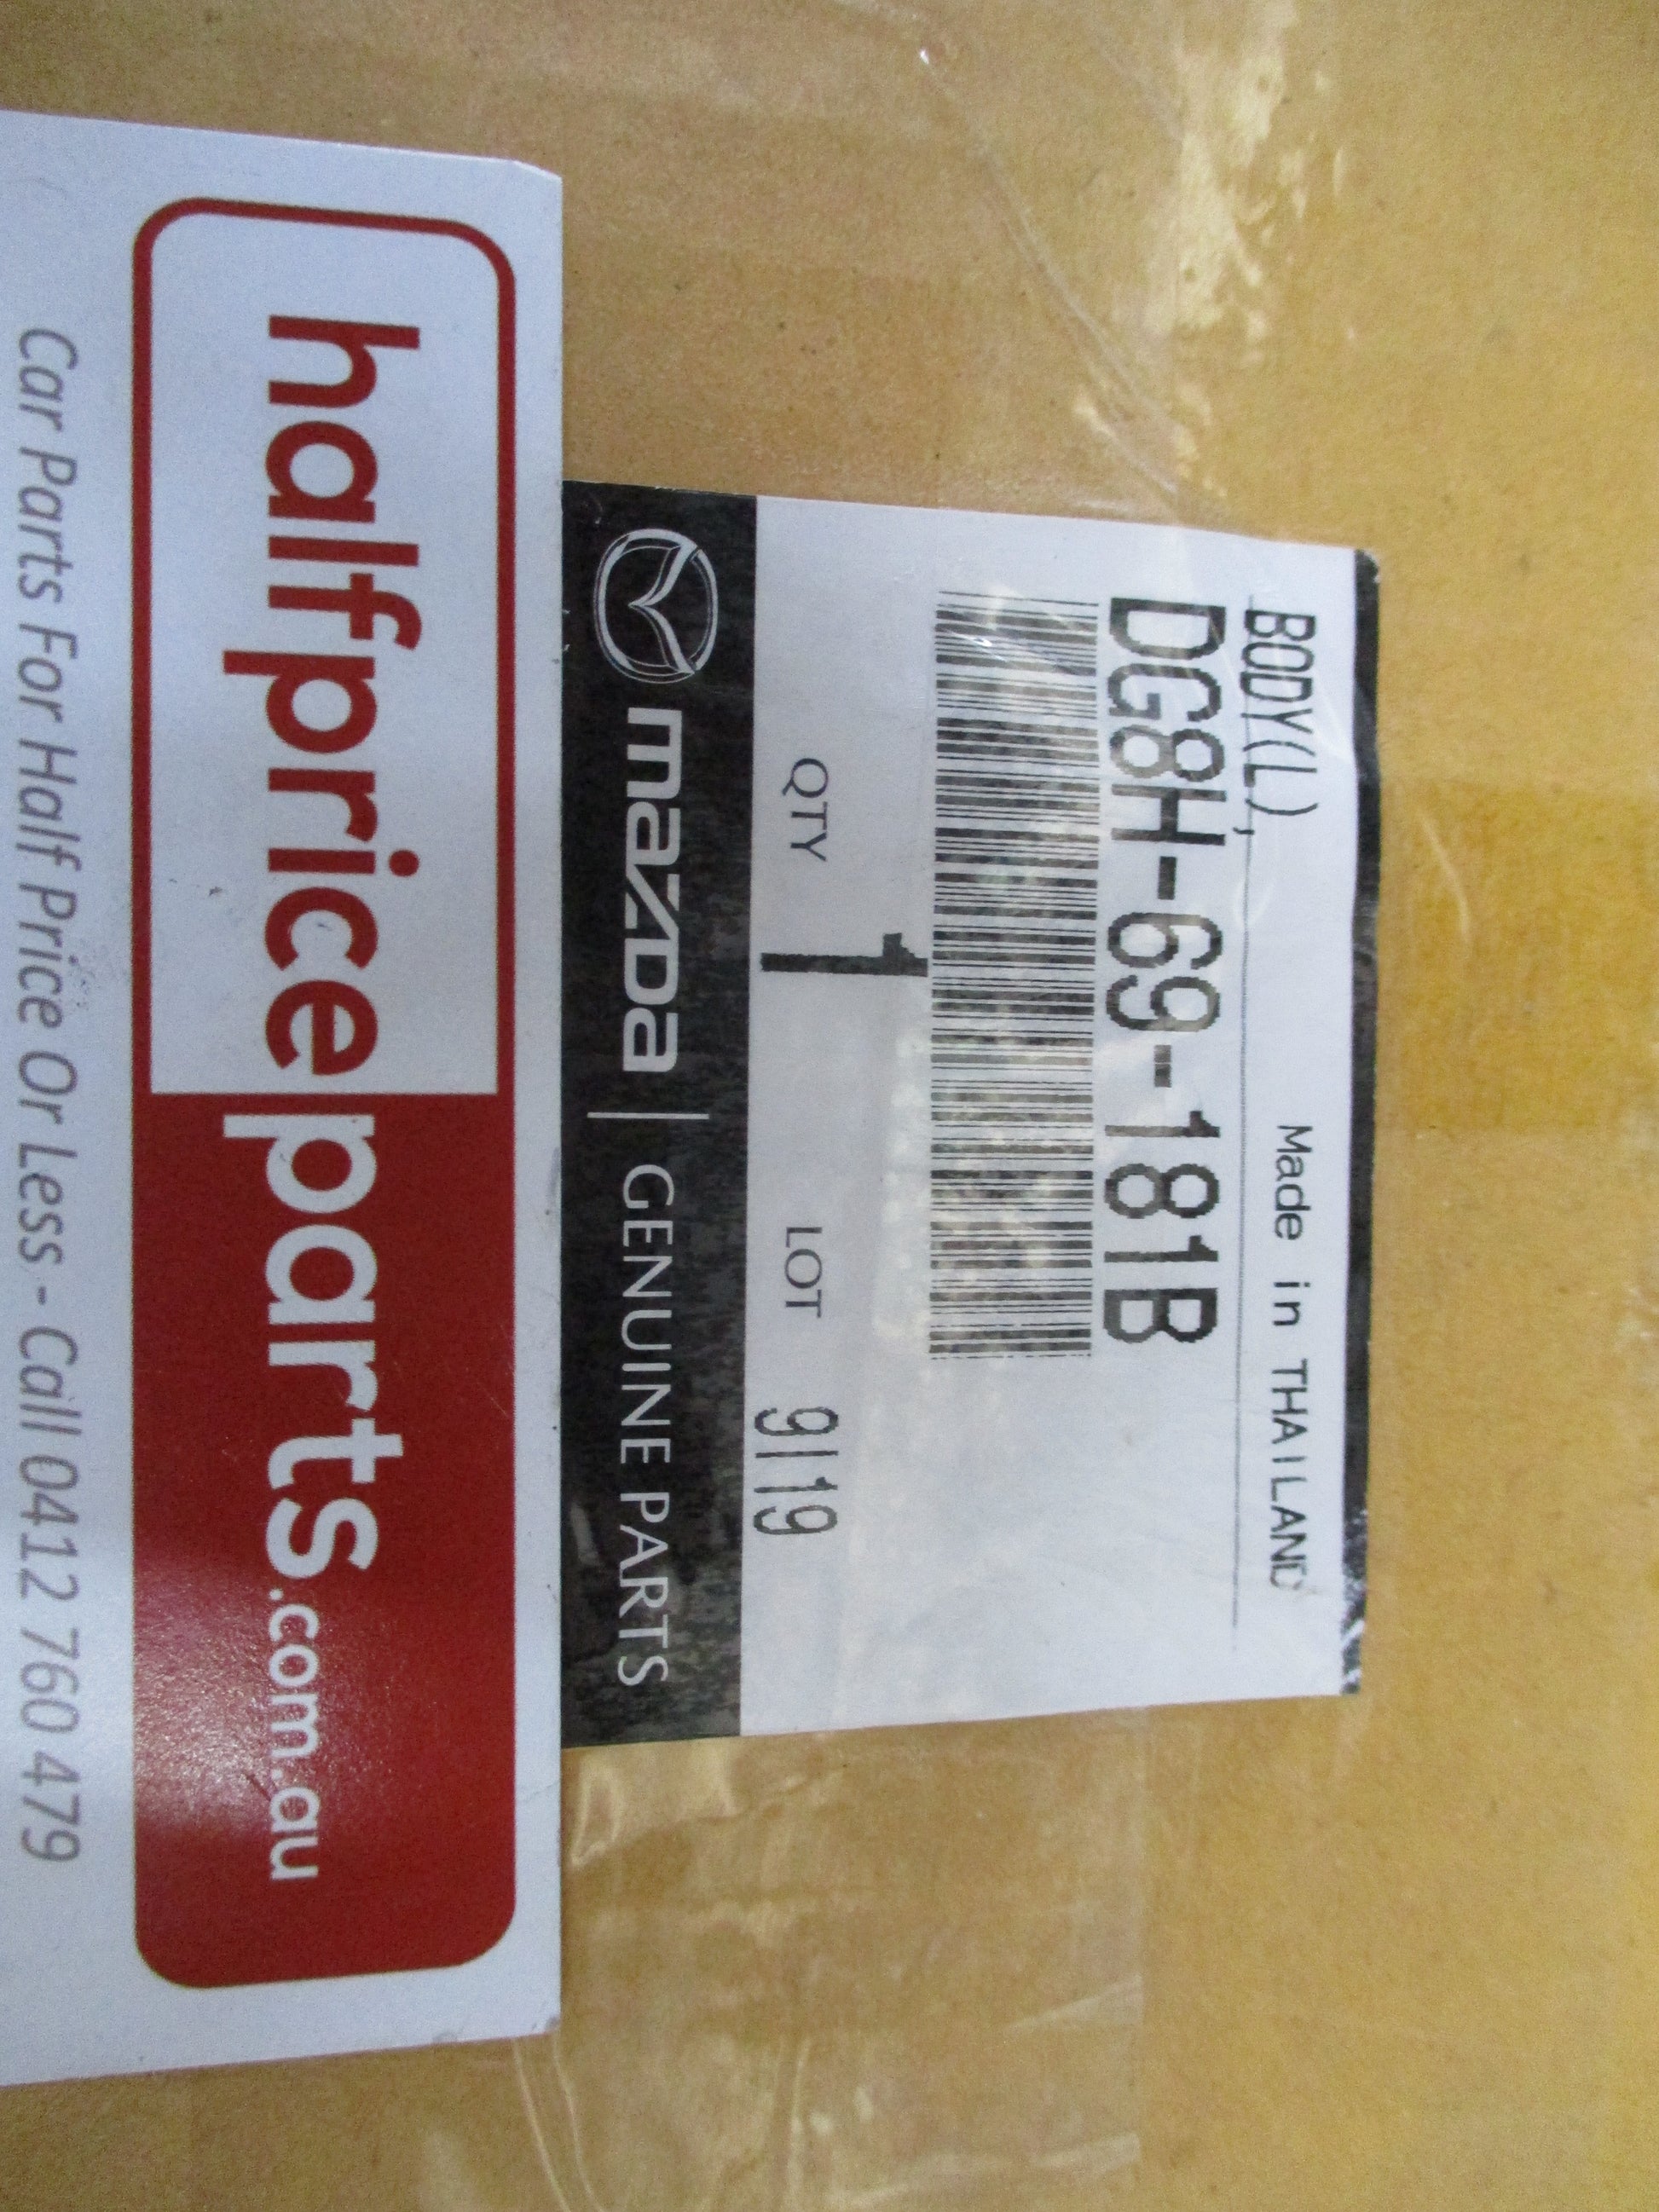 BODY(L),
Made in THAILAND
DG8H-69-181B
QTY 1 LOT 9I19
mazda | GENUINE PARTS
halfpriceparts.com.au
Car Parts For Half Price Or Less - Call 0412 760 479